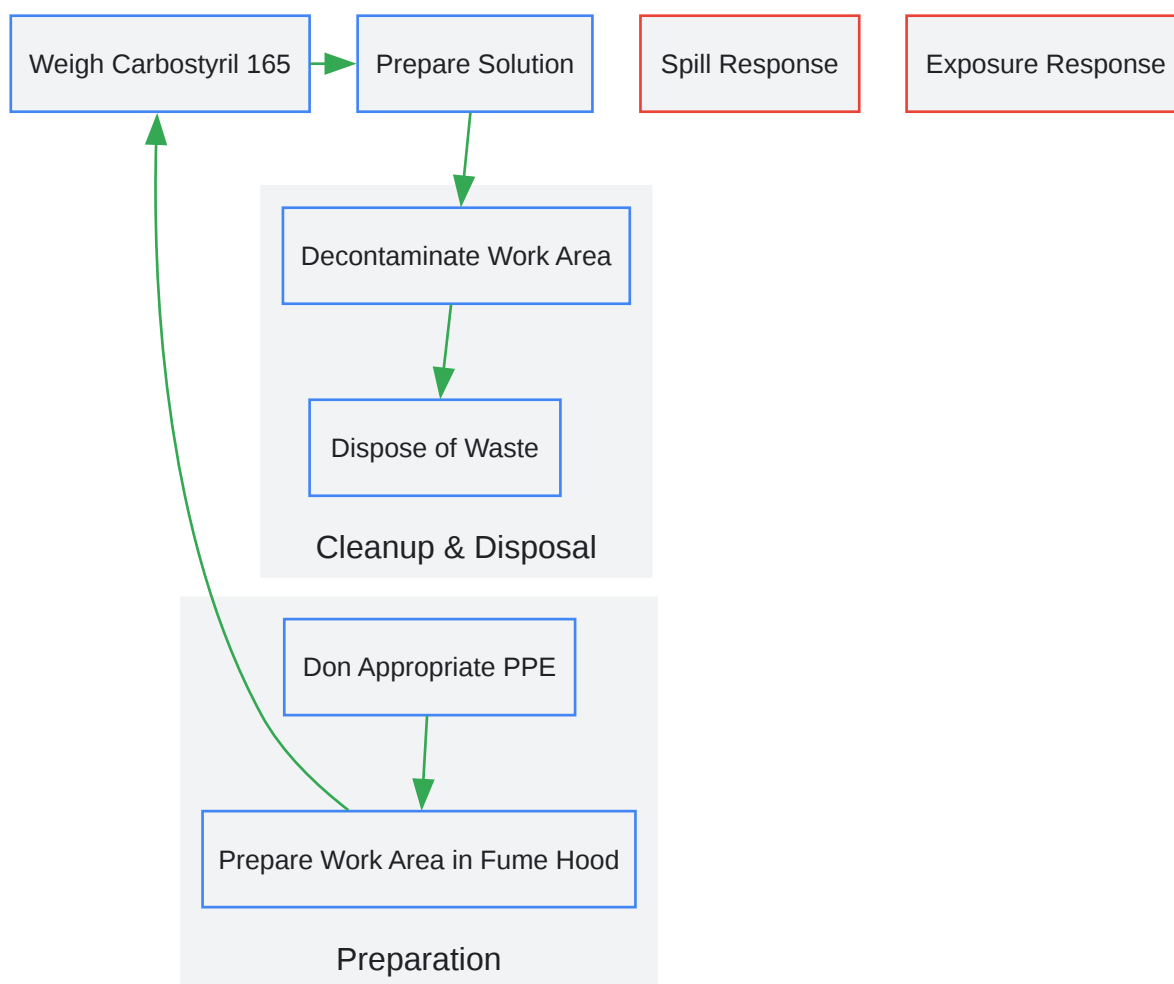 Weigh Carbostyril 165
Prepare Solution
Spill Response
Exposure Response
Decontaminate Work Area
Dispose of Waste
Cleanup & Disposal
Don Appropriate PPE
Prepare Work Area in Fume Hood
Preparation